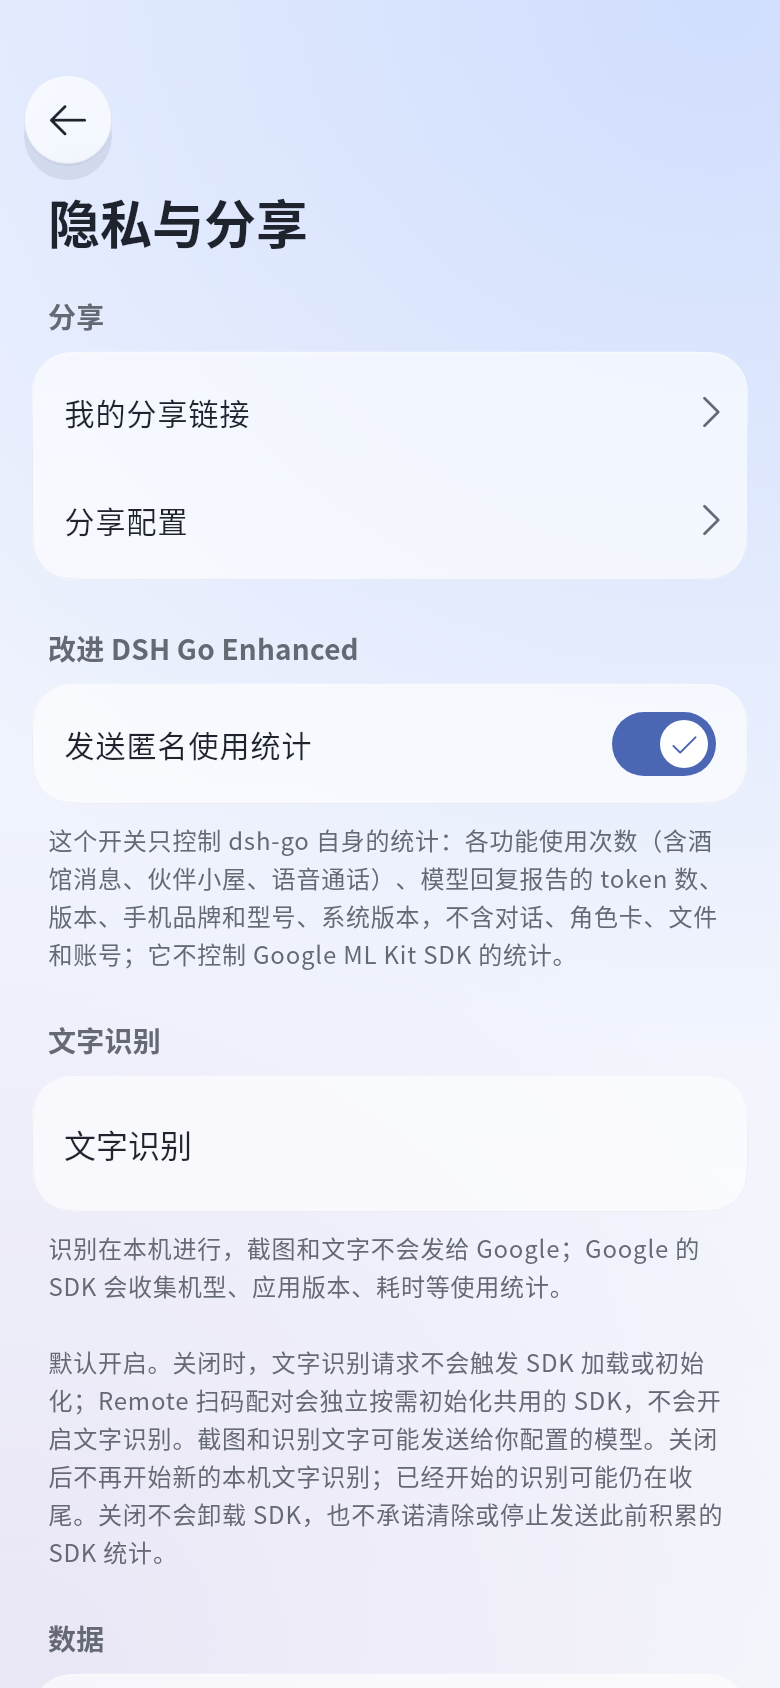 隐私与分享
分享
我的分享链接
分享配置
改进 DSH Go Enhanced
发送匿名使用统计
这个开关只控制 dsh-go 自身的统计：各功能使用次数（含酒
馆消息、伙伴小屋、语音通话）、模型回复报告的 token 数、
版本、手机品牌和型号、系统版本，不含对话、角色卡、文件
和账号；它不控制 Google ML Kit SDK 的统计。
文字识别
文字识别
识别在本机进行，截图和文字不会发给 Google；Google 的
SDK 会收集机型、应用版本、耗时等使用统计。
默认开启。关闭时，文字识别请求不会触发 SDK 加载或初始
化；Remote 扫码配对会独立按需初始化共用的 SDK，不会开
启文字识别。截图和识别文字可能发送给你配置的模型。关闭
后不再开始新的本机文字识别；已经开始的识别可能仍在收
尾。关闭不会卸载 SDK，也不承诺清除或停止发送此前积累的
SDK 统计。
数据